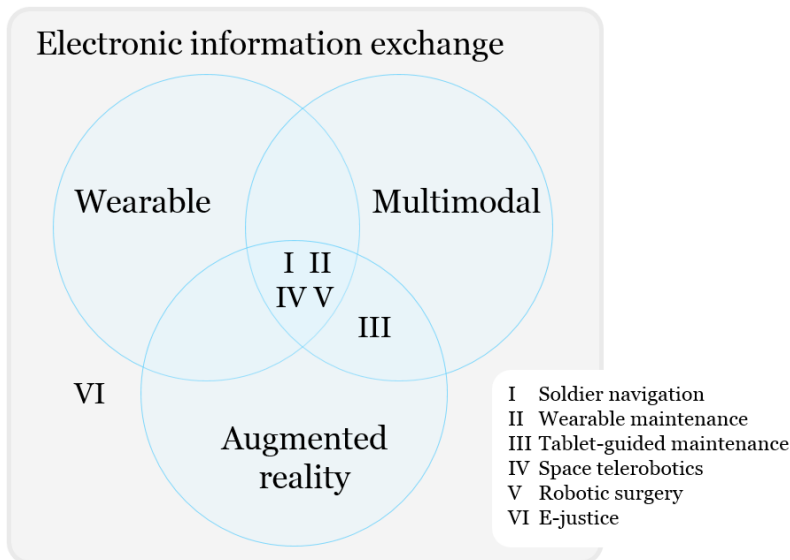 Electronic information exchange
Wearable
Multimodal
I II
IV V
III
VI
Augmented
reality
I Soldier navigation
II Wearable maintenance
III Tablet-guided maintenance
IV Space telerobotics
V Robotic surgery
VI E-justice